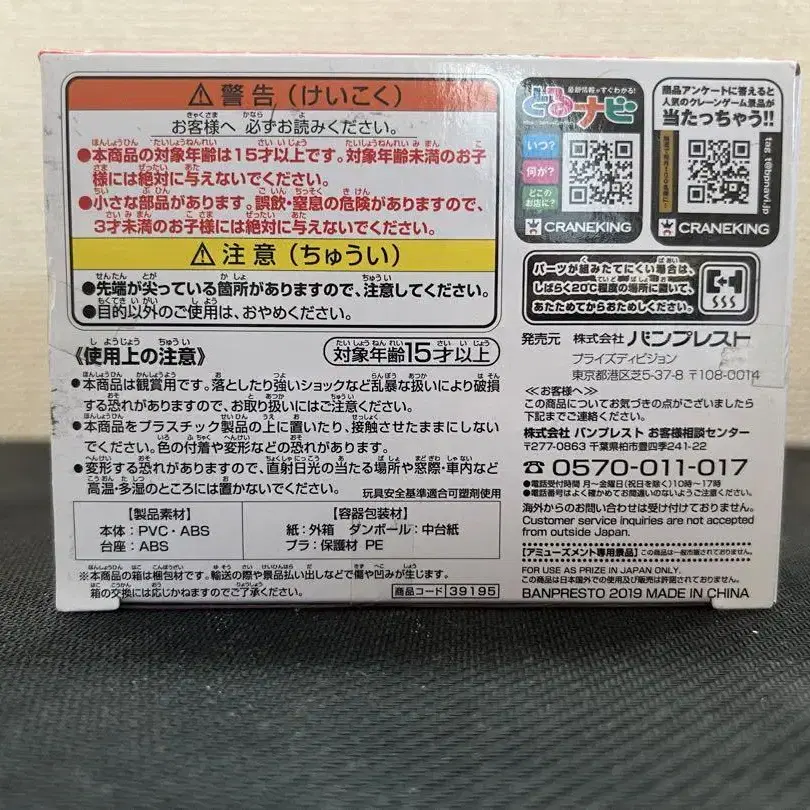 ⚠警告(けいこく)
お客様へ 必ずお読みください。
●本商品の対象年齢は15才以上です。対象年齢未満のお子
様には絶対に与えないでください。
●小さな部品があります。誤飲・窒息の危険がありますので、
3才未満のお子様には絶対に与えないでください。
⚠注意(ちゅうい)
●先端が尖っている箇所がありますので、注意してください。
●目的以外のご使用は、おやめください。
《使用上の注意》
対象年齢15才以上
●本商品は観賞用です。落としたり強いショックなど乱暴な扱いにより破損
する恐れがありますので、お取り扱いにはご注意ください。
●本商品をプラスチック製品の上に置いたり、接触させたままにしない
でください。色の付着や変形などの恐れがあります。
●変形する恐れがありますので、直射日光の当たる場所や窓際・車内など
高温・多湿のところには置かないでください。
玩具安全基準適合可塑剤使用
【製品素材】
本体:PVC・ABS
台座:ABS
【容器包装材】
紙:外箱 ダンボール:中台紙
プラ:保護材 PE
※本商品の箱は梱包材です。輸送の際や景品払い出しなどで傷や凹みが生じます。
箱の交換には応じかねますのでご了承ください。
商品コード 39195
最新情報がすぐわかる!
とるナビ
いつ?
何が?
どこの
お店に?
CRANEKING
商品アンケートに答えると
人気のクレーンゲーム景品が
当たっちゃう!!
tag_t@bpnavi.jp
CRANEKING
パーツが組みたてにくい場合は、
しばらく20℃程度の場所に置いて、
あたためてからおためしください。
発売元 株式会社 バンプレスト
プライズディビジョン
東京都港区芝5-37-8 〒108-0014
≪お客様へ≫
この商品についてお気づきの点がございましたら
下記までご連絡ください。
株式会社 バンプレスト お客様相談センター
〒277-0863 千葉県柏市豊四季241-22
☎0570-011-017
●電話受付時間 月~金曜日(祝日を除く)10時~17時
●電話番号はよく確かめてお間違いのないようご注意ください。
海外からのお問い合わせは受け付けておりません。
Customer service inquiries are not accepted
from outside Japan.
【アミューズメント専用景品】この商品は一般市販されておりません。
FOR USE AS PRIZE IN JAPAN ONLY.
この商品は日本国外での使用及び販売は許諾されておりません。
BANPRESTO 2019 MADE IN CHINA